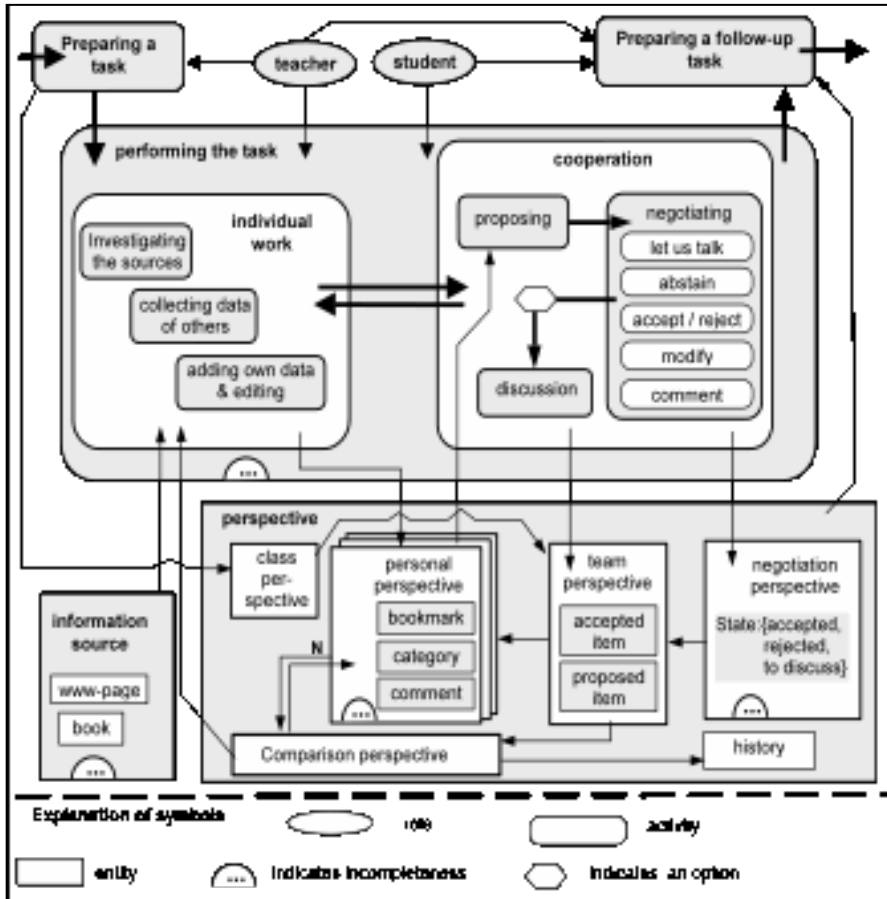 Preparing a
task
teacher
student
Preparing a follow-up
task
performing the task
cooperation
individual
work
Investigating
the sources
collecting data
of others
adding own data
& editing
proposing
negotiating
let us talk
abstain
accept / reject
modify
comment
discussion
...
perspective
class
per-
spective
personal
perspective
bookmark
category
comment
...
team
perspective
accepted
item
proposed
item
negotiation
perspective
State:{accepted,
rejected,
to discuss}
...
information
source
www-page
book
...
N
Comparison perspective
history
Explanation of symbols
role
activity
entity
...
indicates incompleteness
indicates an option